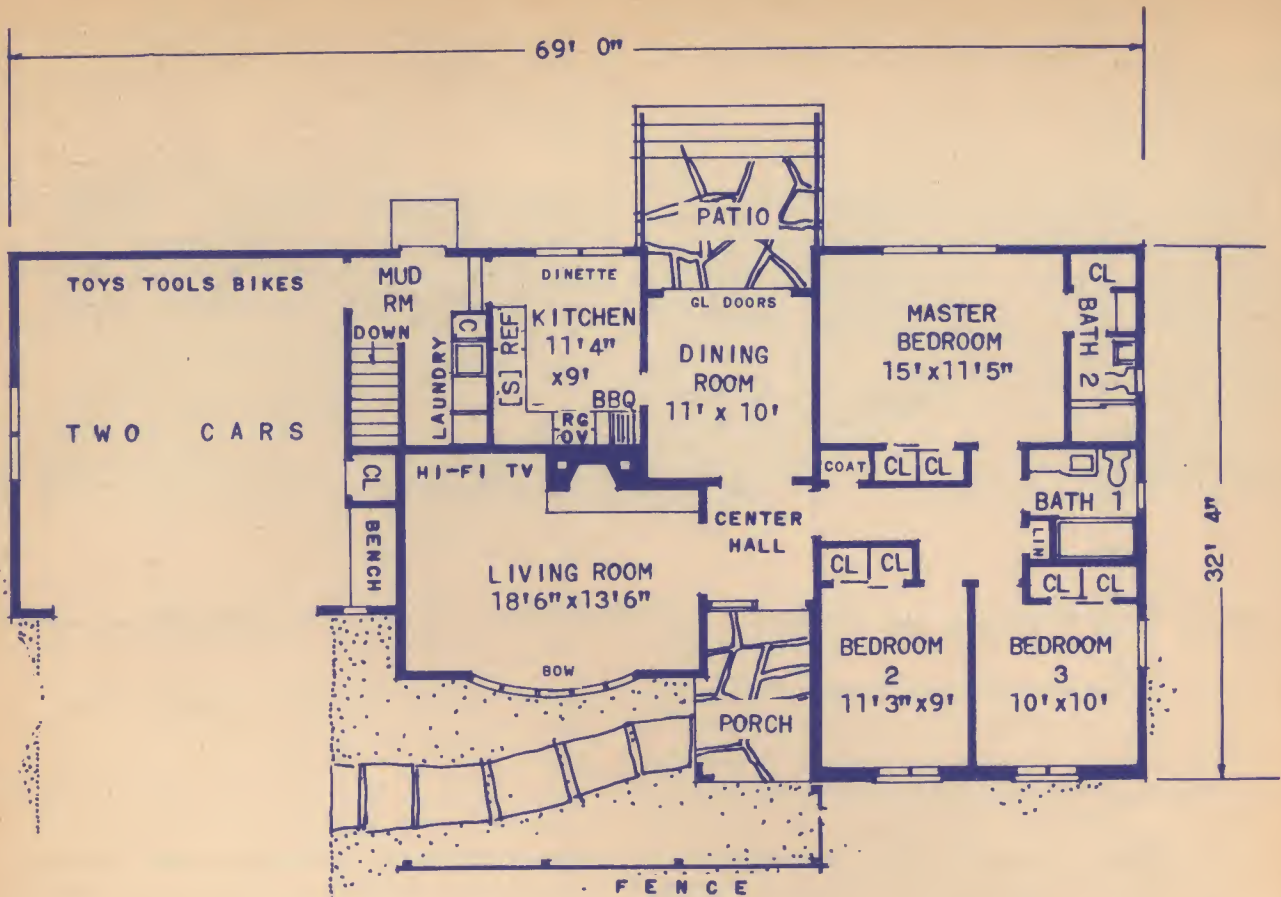 69' 0"
PATIO
TOYS TOOLS BIKES
MUD
RM
DINETTE
CL
DOWN
C
REF
[S]
KITCHEN
11'4"
x9'
GL DOORS
DINING
ROOM
11' x 10'
MASTER
BEDROOM
15'x11'5"
BATH 2
LAUNDRY
BBQ
RG
OV
TWO CARS
CL
HI-FI TV
COAT
CL
CL
BATH 1
CENTER
HALL
LIN
32' 4"
BENCH
LIVING ROOM
18'6"x13'6"
CL
CL
CL
CL
BOW
BEDROOM
2
11'3"x9'
BEDROOM
3
10'x10'
PORCH
FENCE